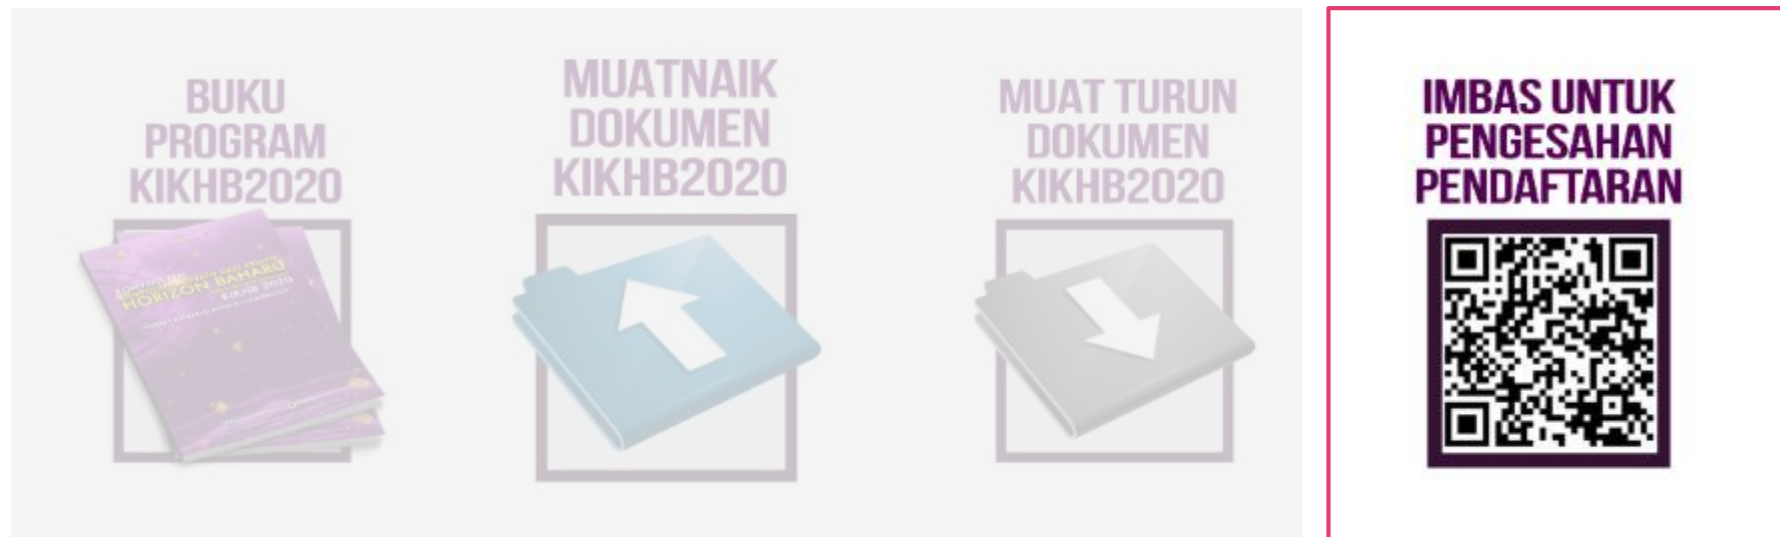 BUKU
PROGRAM
KIKHB2020
MUATNAIK
DOKUMEN
KIKHB2020
MUAT TURUN
DOKUMEN
KIKHB2020
IMBAS UNTUK
PENGESAHAN
PENDAFTARAN
HORIZON BAHARU
KIKHB 2020